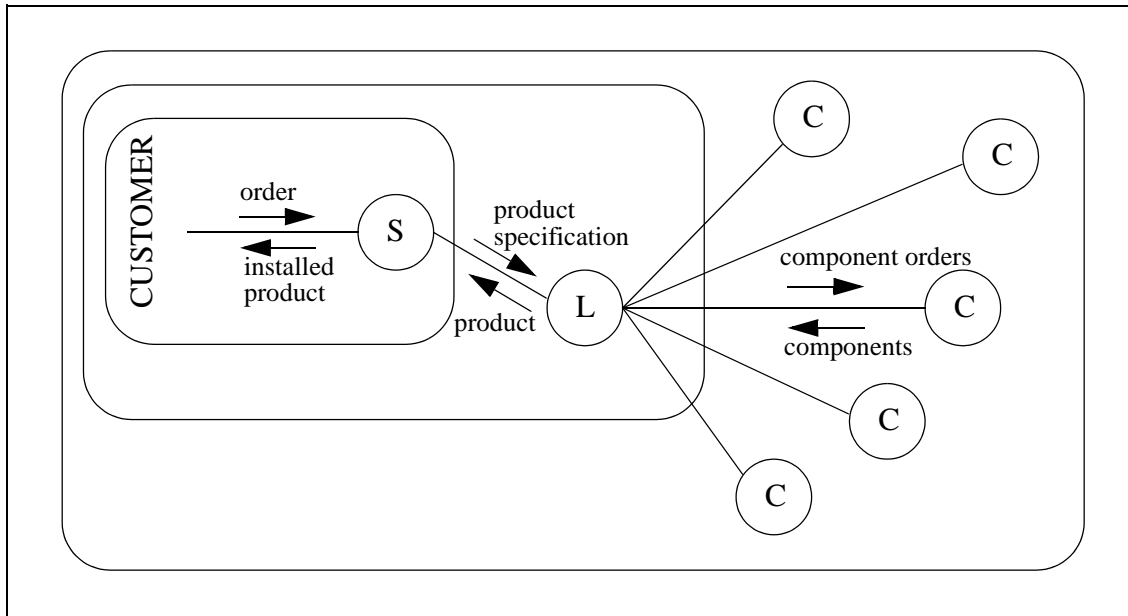 CUSTOMER
order
installed
product
S
product
specification
product
L
C
C
component orders
C
components
C
C